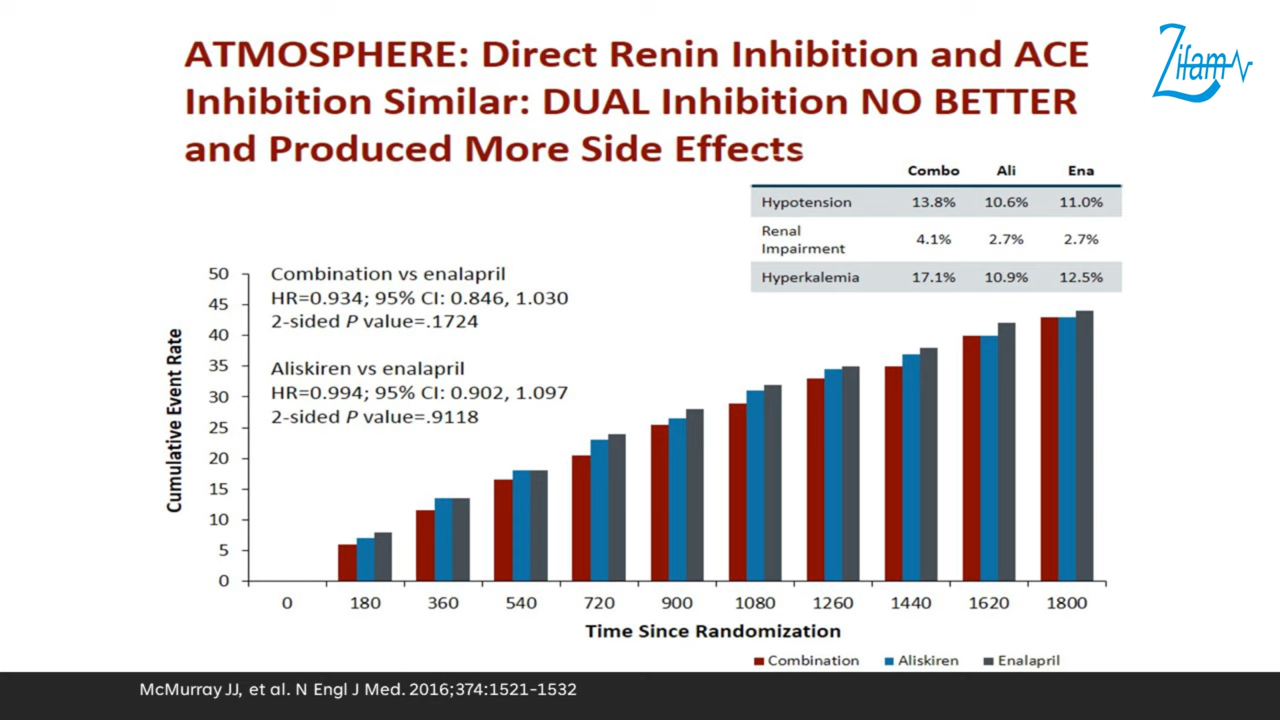 Zifam
ATMOSPHERE: Direct Renin Inhibition and ACE
Inhibition Similar: DUAL Inhibition NO BETTER
and Produced More Side Effects
Combo Ali Ena
Hypotension 13.8% 10.6% 11.0%
Renal
Impairment 4.1% 2.7% 2.7%
Hyperkalemia 17.1% 10.9% 12.5%
Combination vs enalapril
HR=0.934; 95% CI: 0.846, 1.030
2-sided P value=.1724
Aliskiren vs enalapril
HR=0.994; 95% CI: 0.902, 1.097
2-sided P value=.9118
Cumulative Event Rate
50
45
40
35
30
25
20
15
10
5
0
0 180 360 540 720 900 1080 1260 1440 1620 1800
Time Since Randomization
Combination Aliskiren Enalapril
McMurray JJ, et al. N Engl J Med. 2016;374:1521-1532